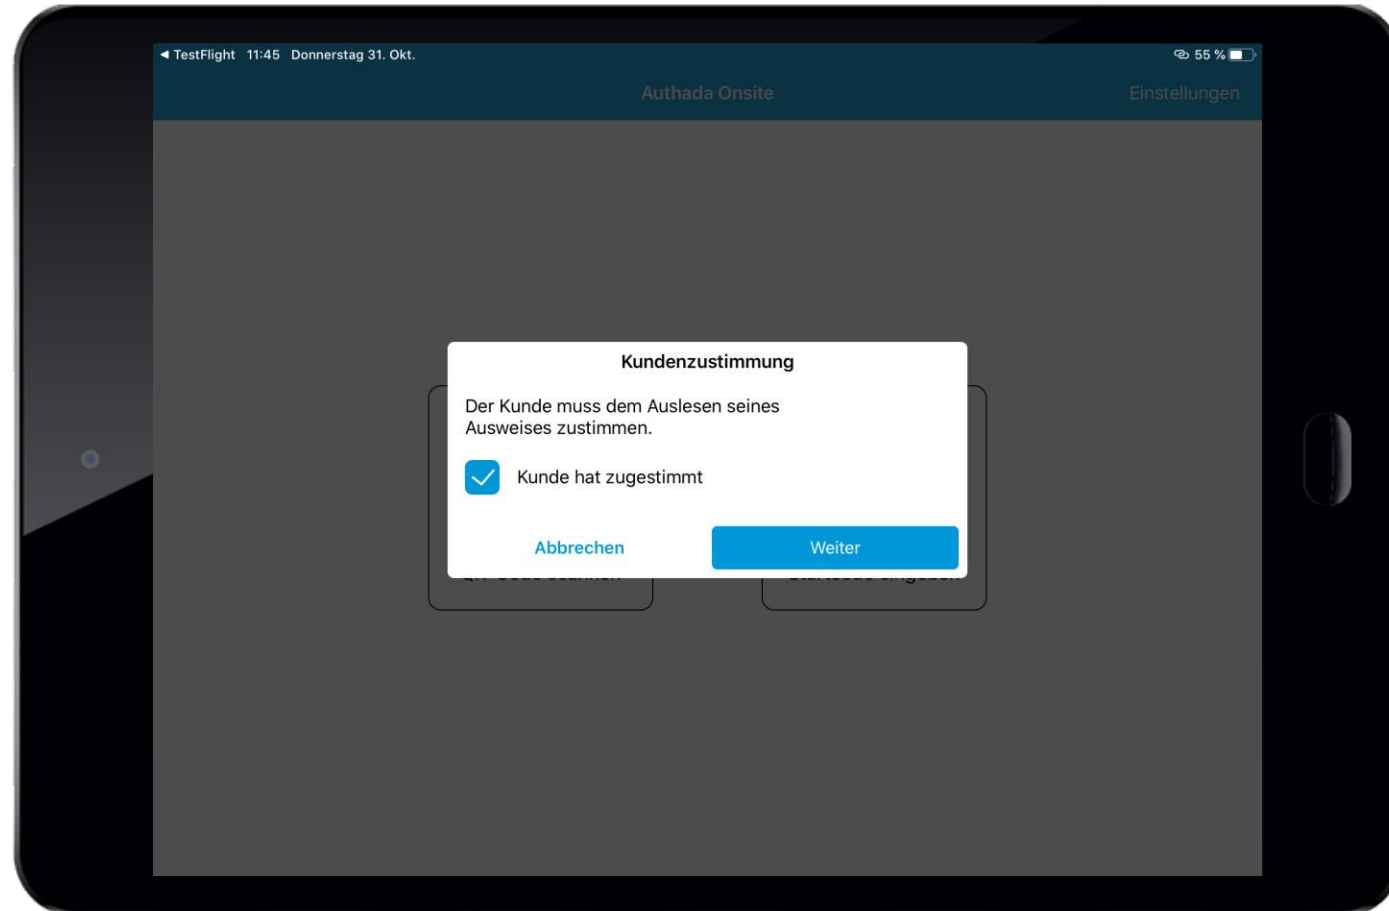 ◀ TestFlight 11:45 Donnerstag 31. Okt. 55 %
Authada Onsite Einstellungen
Kundenzustimmung
Der Kunde muss dem Auslesen seines
Ausweises zustimmen.
Kunde hat zugestimmt
Abbrechen Weiter